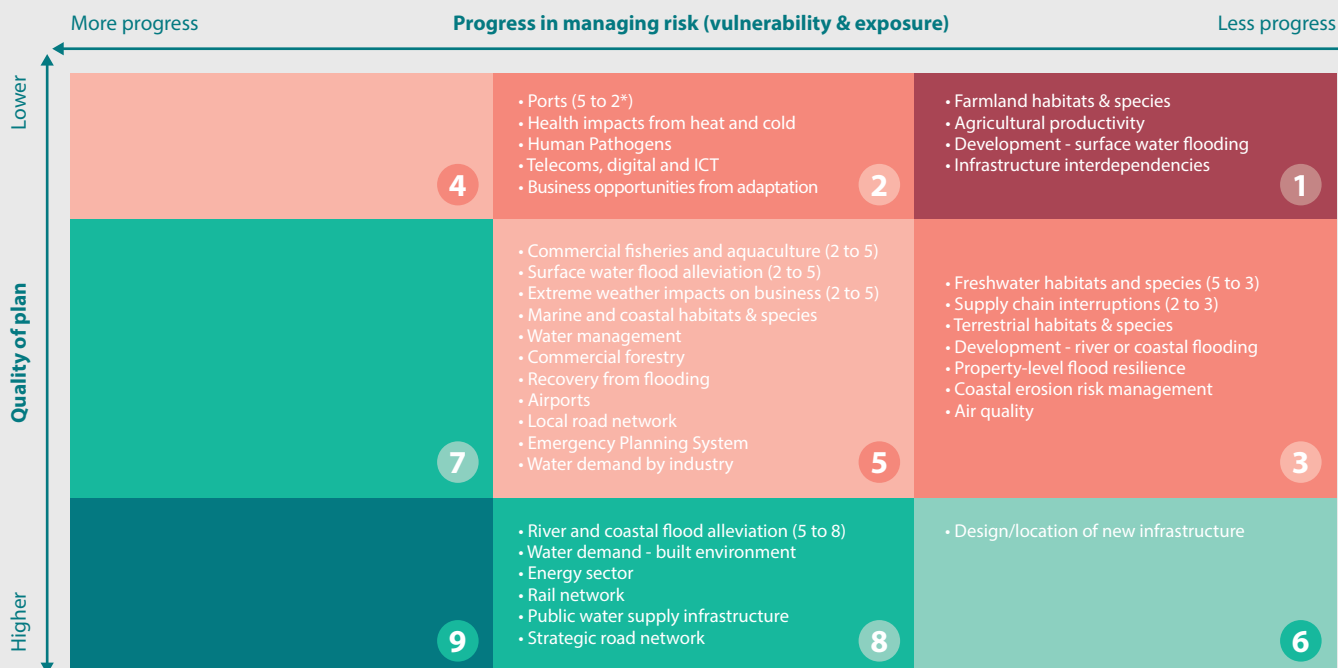 More progress
Progress in managing risk (vulnerability & exposure)
Less progress
Lower
Quality of plan
Higher
4
• Ports (5 to 2*)
• Health impacts from heat and cold
• Human Pathogens
• Telecoms, digital and ICT
• Business opportunities from adaptation
2
• Farmland habitats & species
• Agricultural productivity
• Development - surface water flooding
• Infrastructure interdependencies
1
7
• Commercial fisheries and aquaculture (2 to 5)
• Surface water flood alleviation (2 to 5)
• Extreme weather impacts on business (2 to 5)
• Marine and coastal habitats & species
• Water management
• Commercial forestry
• Recovery from flooding
• Airports
• Local road network
• Emergency Planning System
• Water demand by industry
5
• Freshwater habitats and species (5 to 3)
• Supply chain interruptions (2 to 3)
• Terrestrial habitats & species
• Development - river or coastal flooding
• Property-level flood resilience
• Coastal erosion risk management
• Air quality
3
9
• River and coastal flood alleviation (5 to 8)
• Water demand - built environment
• Energy sector
• Rail network
• Public water supply infrastructure
• Strategic road network
8
• Design/location of new infrastructure
6